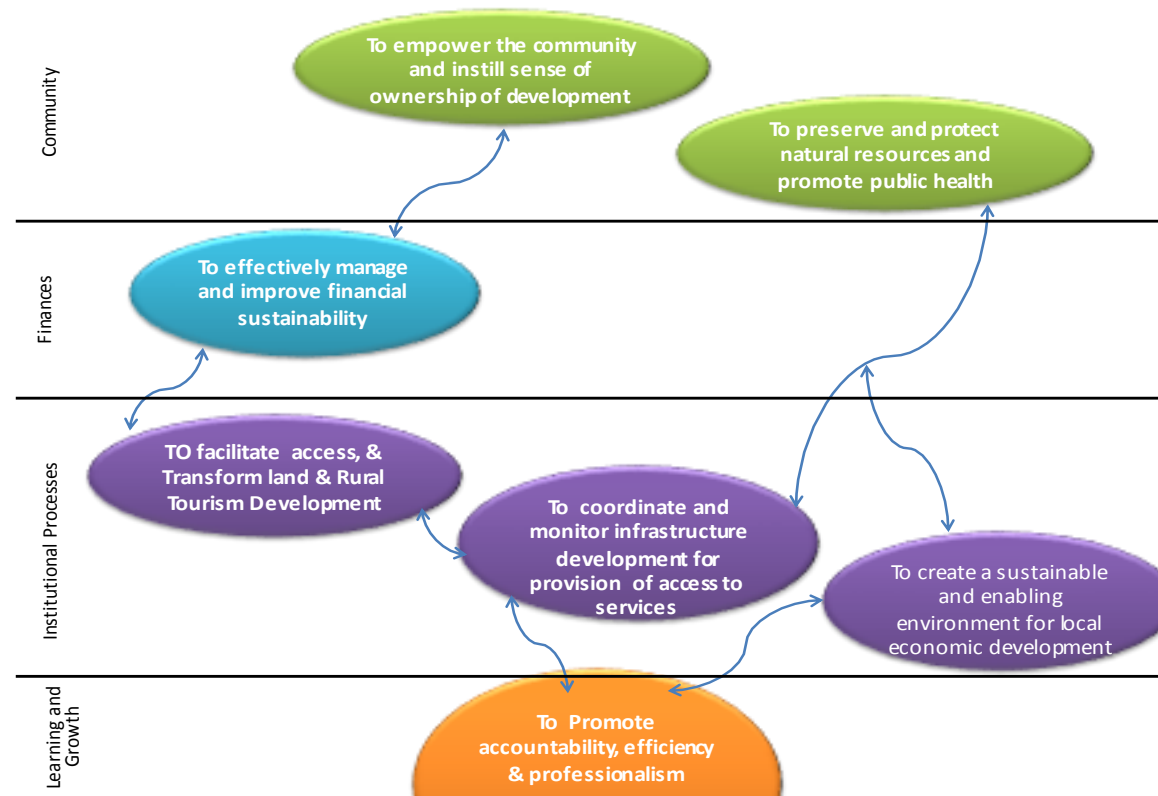 Community
To empower the community
and instill sense of
ownership of development
To preserve and protect
natural resources and
promote public health
Finances
To effectively manage
and improve financial
sustainability
Institutional Processes
TO facilitate access, &
Transform land & Rural
Tourism Development
To coordinate and
monitor infrastructure
development for
provision of access to
services
To create a sustainable
and enabling
environment for local
economic development
Learning and
Growth
To Promote
accountability, efficiency
& professionalism